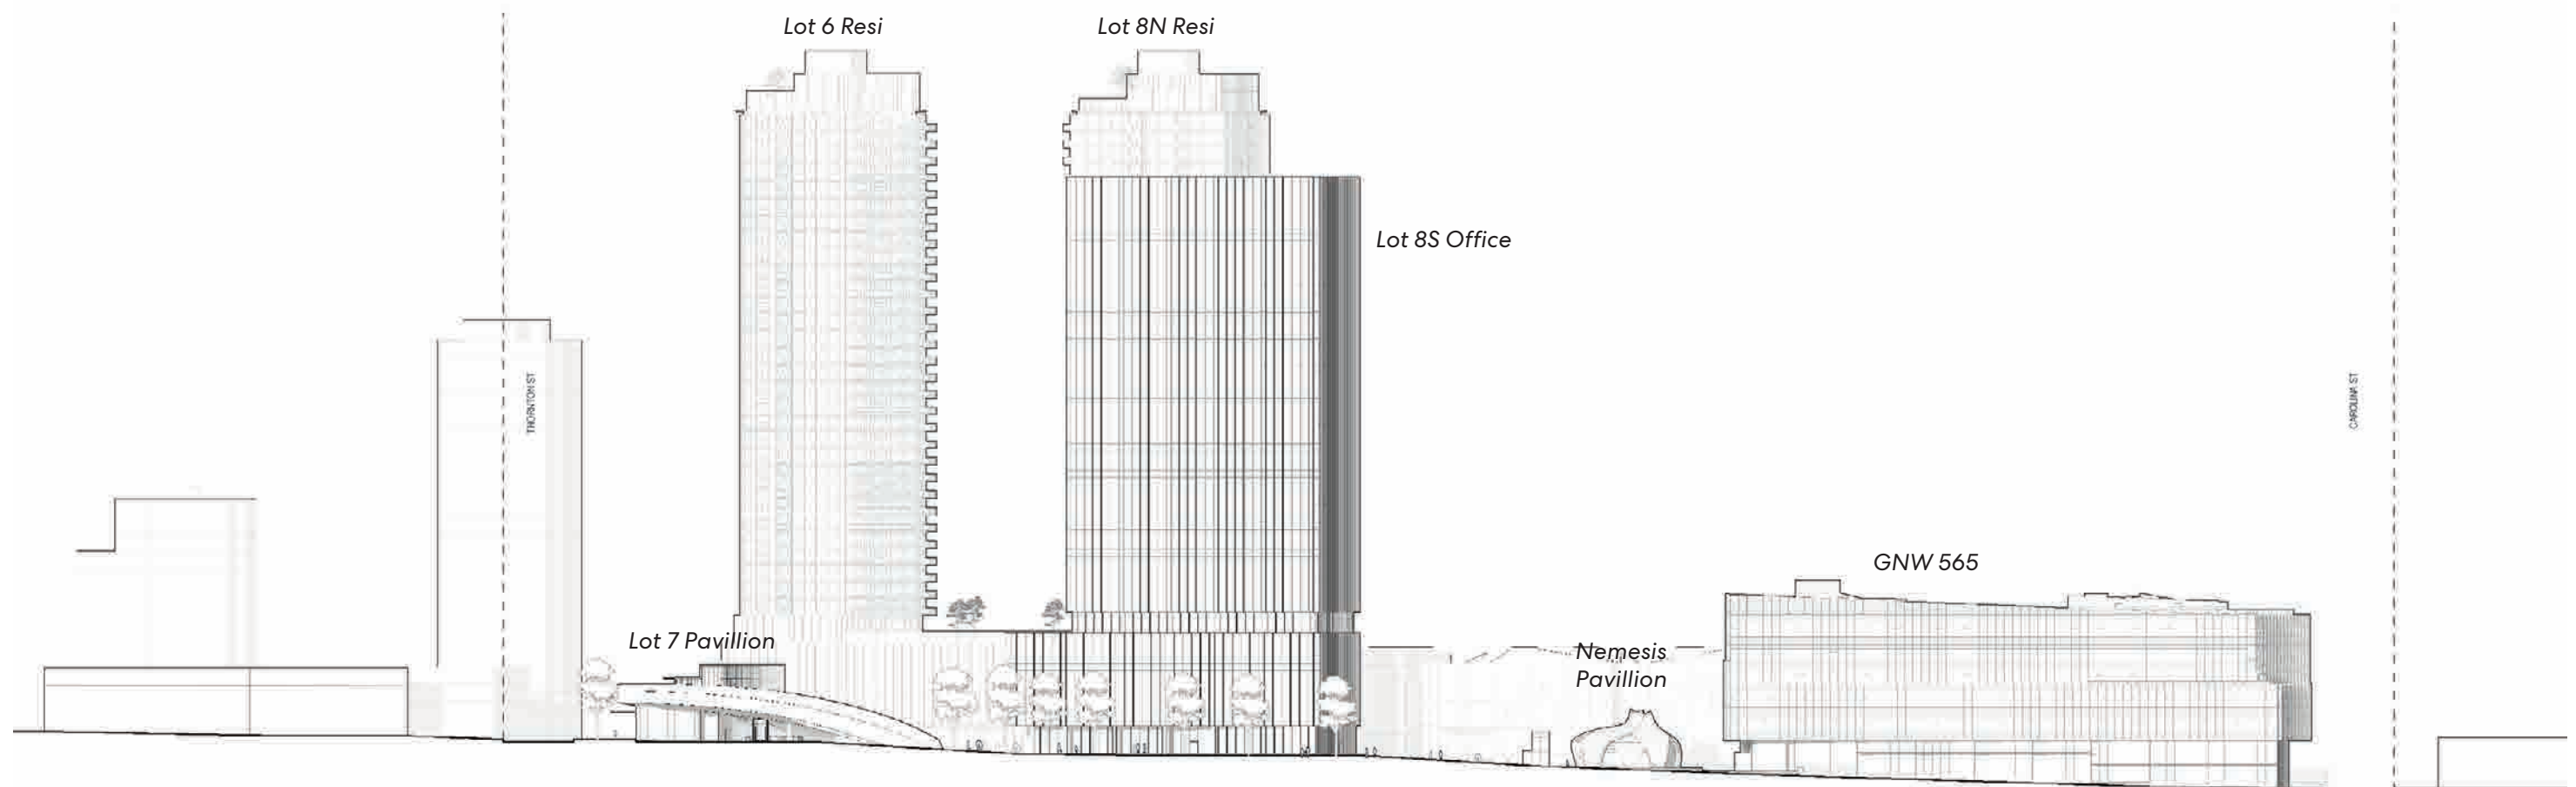 Lot 6 Resi
Lot 8N Resi
Lot 8S Office
THORNTON ST
CAROLINA ST
GNW 565
Lot 7 Pavillion
Nemesis
Pavillion